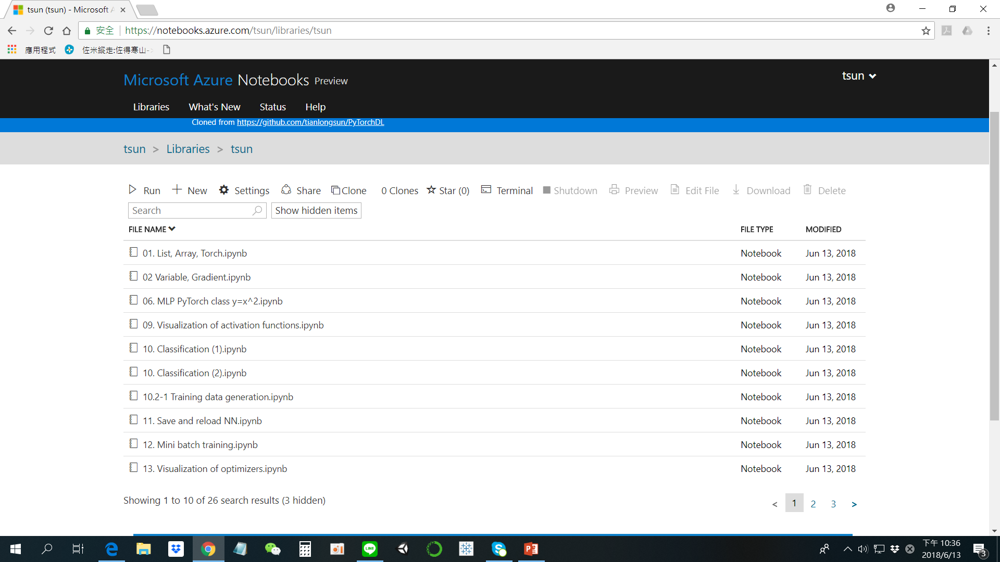 tsun (tsun) - Microsoft A
安全 https://notebooks.azure.com/tsun/libraries/tsun
應用程式 佐米縱走:佐得寒山-
Microsoft Azure Notebooks Preview
tsun
Libraries What's New Status Help
Cloned from https://github.com/tianlongsun/PyTorchDL
tsun > Libraries > tsun
Run New Settings Share Clone 0 Clones Star (0) Terminal Shutdown Preview Edit File Download Delete
Search Show hidden items
FILE NAME FILE TYPE MODIFIED
01. List, Array, Torch.ipynb Notebook Jun 13, 2018
02 Variable, Gradient.ipynb Notebook Jun 13, 2018
06. MLP PyTorch class y=x^2.ipynb Notebook Jun 13, 2018
09. Visualization of activation functions.ipynb Notebook Jun 13, 2018
10. Classification (1).ipynb Notebook Jun 13, 2018
10. Classification (2).ipynb Notebook Jun 13, 2018
10.2-1 Training data generation.ipynb Notebook Jun 13, 2018
11. Save and reload NN.ipynb Notebook Jun 13, 2018
12. Mini batch training.ipynb Notebook Jun 13, 2018
13. Visualization of optimizers.ipynb Notebook Jun 13, 2018
Showing 1 to 10 of 26 search results (3 hidden)
< 1 2 3 >
LINE
下午 10:36
2018/6/13
3